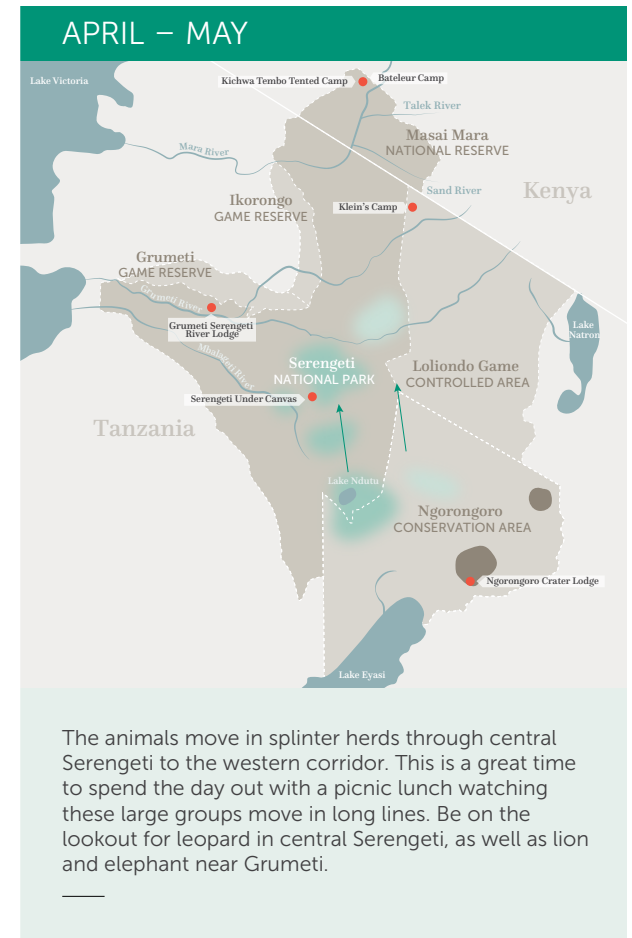 APRIL – MAY
Lake Victoria
Kichwa Tembo Tented Camp
Bateleur Camp
Talek River
Masai Mara
NATIONAL RESERVE
Mara River
Sand River
Kenya
Ikorongo
GAME RESERVE
Klein's Camp
Grumeti
GAME RESERVE
Grumeti River
Grumeti Serengeti
River Lodge
Lake
Natron
Mbalageti River
Serengeti
NATIONAL PARK
Loliondo Game
CONTROLLED AREA
Serengeti Under Canvas
Tanzania
Lake Ndutu
Ngorongoro
CONSERVATION AREA
Ngorongoro Crater Lodge
Lake Eyasi
The animals move in splinter herds through central
Serengeti to the western corridor. This is a great time
to spend the day out with a picnic lunch watching
these large groups move in long lines. Be on the
lookout for leopard in central Serengeti, as well as lion
and elephant near Grumeti.